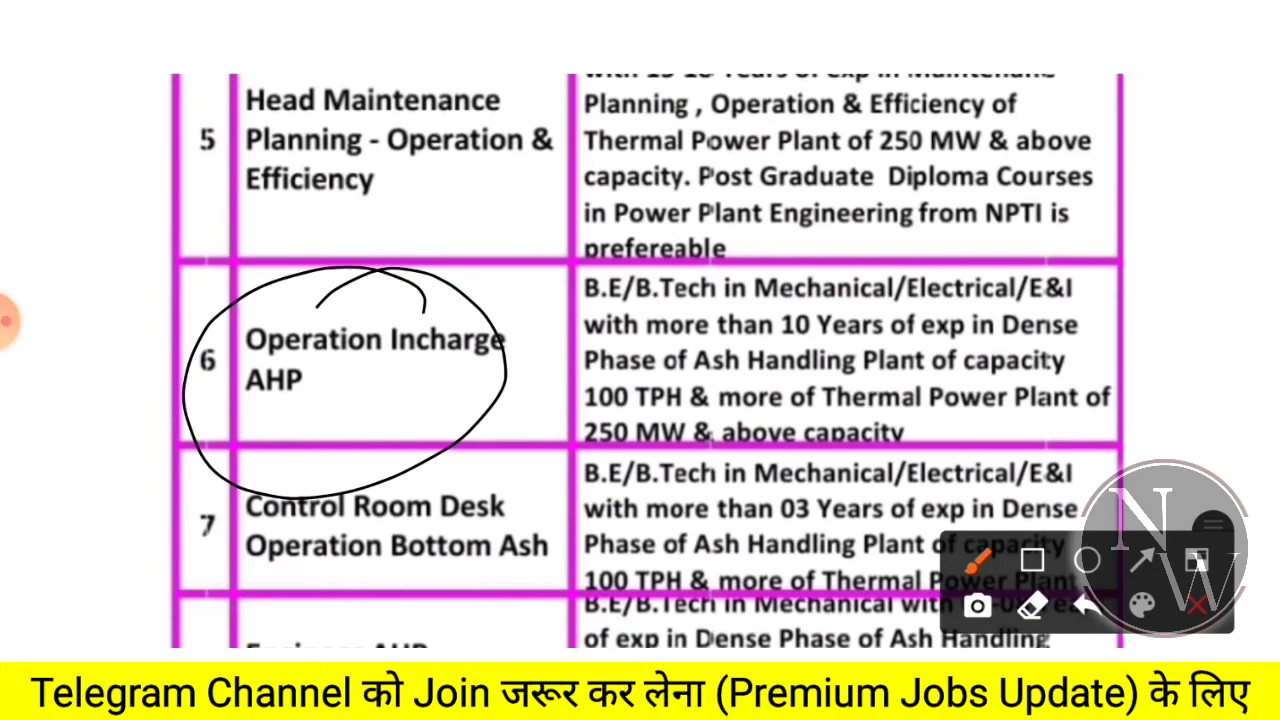 5
Head Maintenance
Planning - Operation &
Efficiency
Planning , Operation & Efficiency of
Thermal Power Plant of 250 MW & above
capacity. Post Graduate Diploma Courses
in Power Plant Engineering from NPTI is
prefereable
6
Operation Incharge
AHP
B.E/B.Tech in Mechanical/Electrical/E&I
with more than 10 Years of exp in Dense
Phase of Ash Handling Plant of capacity
100 TPH & more of Thermal Power Plant of
250 MW & above capacity
7
Control Room Desk
Operation Bottom Ash
B.E/B.Tech in Mechanical/Electrical/E&I
with more than 03 Years of exp in Dense
Phase of Ash Handling Plant of capacity
100 TPH & more of Thermal Power Plant
B.E/B.Tech in Mechanical with
of exp in Dense Phase of Ash Handling
NW
Telegram Channel को Join जरूर कर लेना (Premium Jobs Update) के लिए